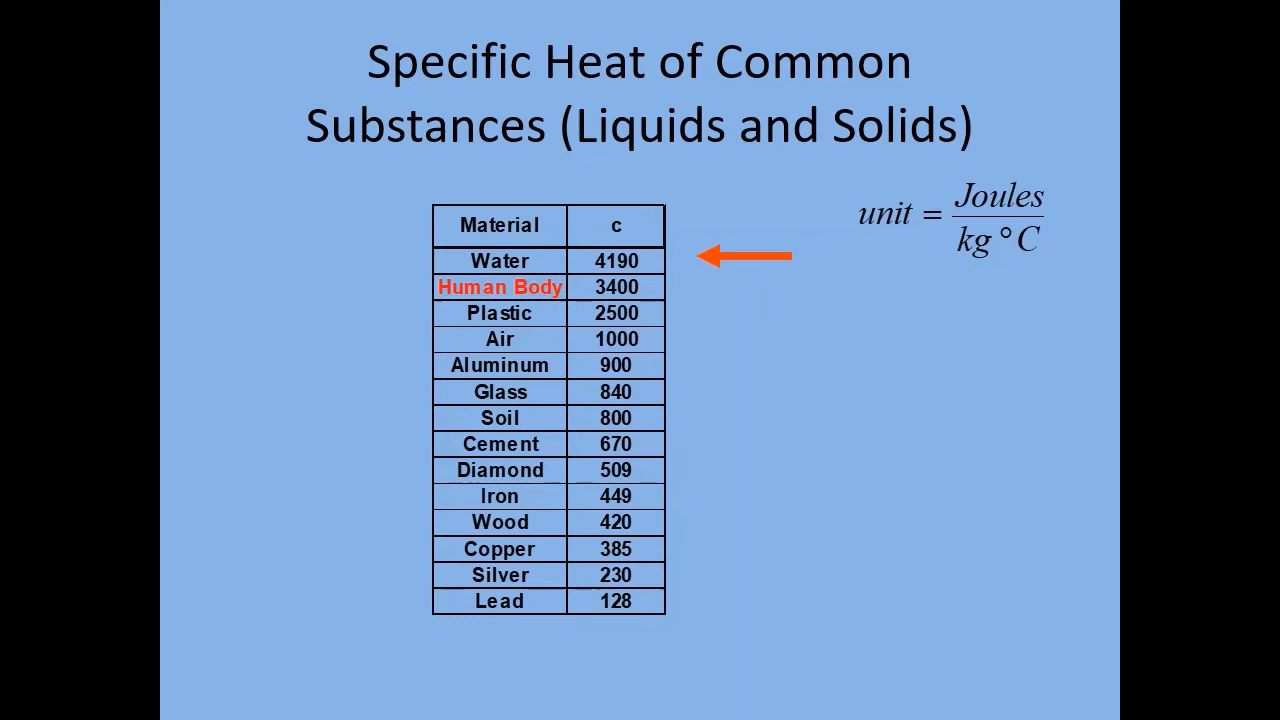 Specific Heat of Common
Substances (Liquids and Solids)
unit = Joules / kg °C
Material c
Water 4190
Human Body 3400
Plastic 2500
Air 1000
Aluminum 900
Glass 840
Soil 800
Cement 670
Diamond 509
Iron 449
Wood 420
Copper 385
Silver 230
Lead 128